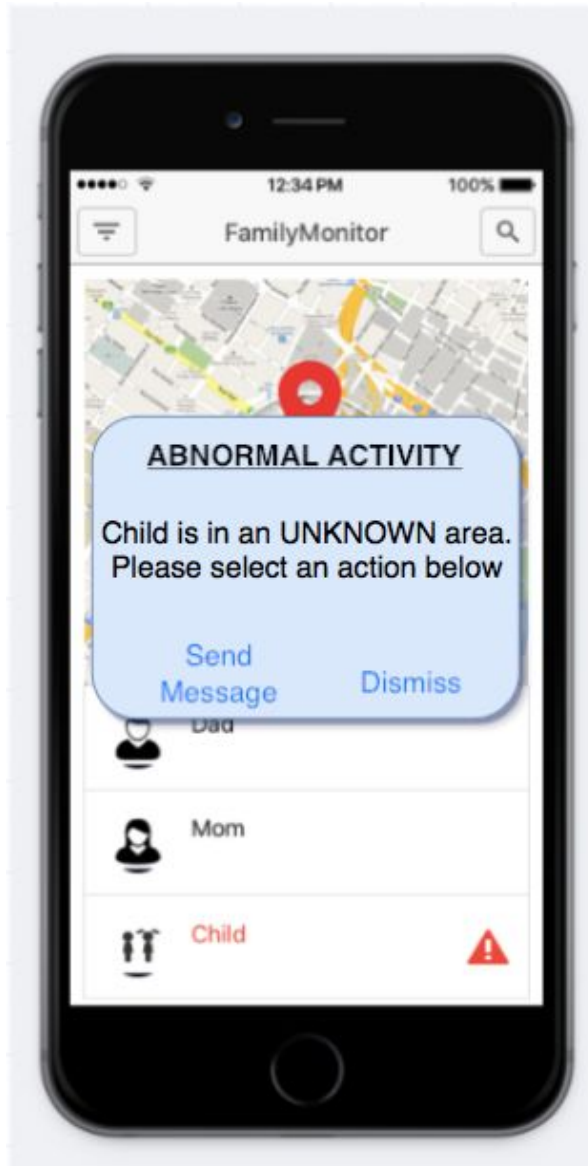 12:34 PM
100%
FamilyMonitor
ABNORMAL ACTIVITY
Child is in an UNKNOWN area.
Please select an action below
Send
Message
Dismiss
Dad
Mom
Child